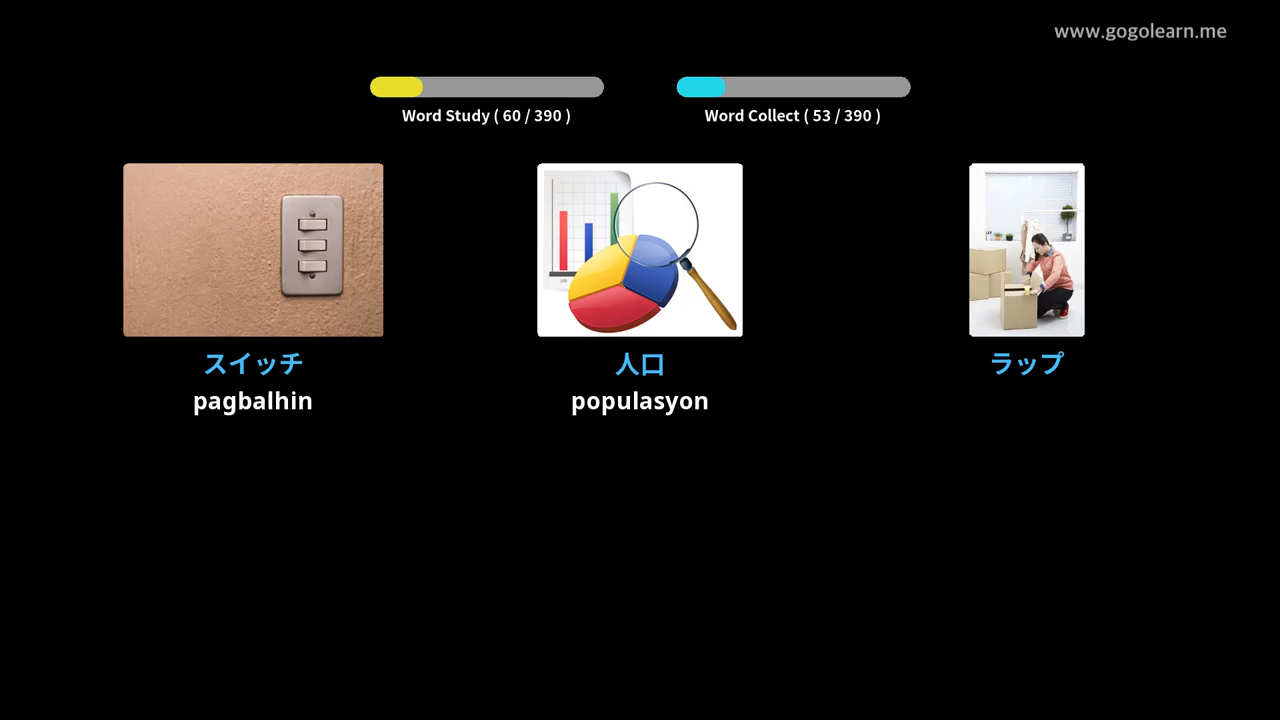 www.gogolearn.me
Word Study ( 60 / 390 )
Word Collect ( 53 / 390 )
スイッチ
pagbalhin
人口
populasyon
ラップ